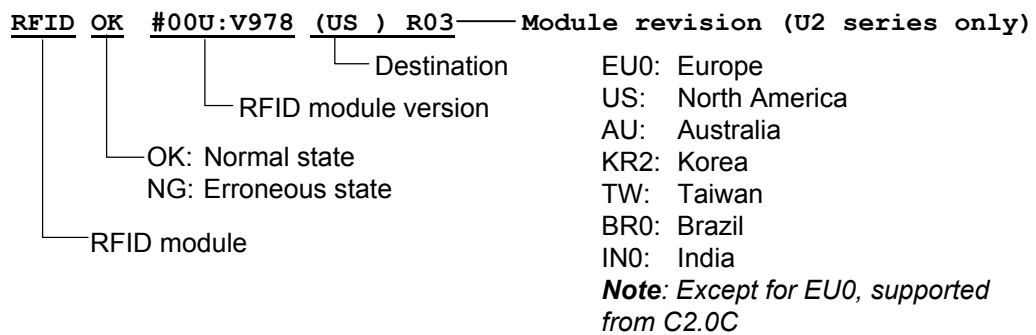 RFID OK #00U:V978 (US ) R03 Module revision (U2 series only)
Destination
RFID module version
OK: Normal state
NG: Erroneous state
RFID module
EU0: Europe
US: North America
AU: Australia
KR2: Korea
TW: Taiwan
BR0: Brazil
IN0: India
Note: Except for EU0, supported
from C2.0C